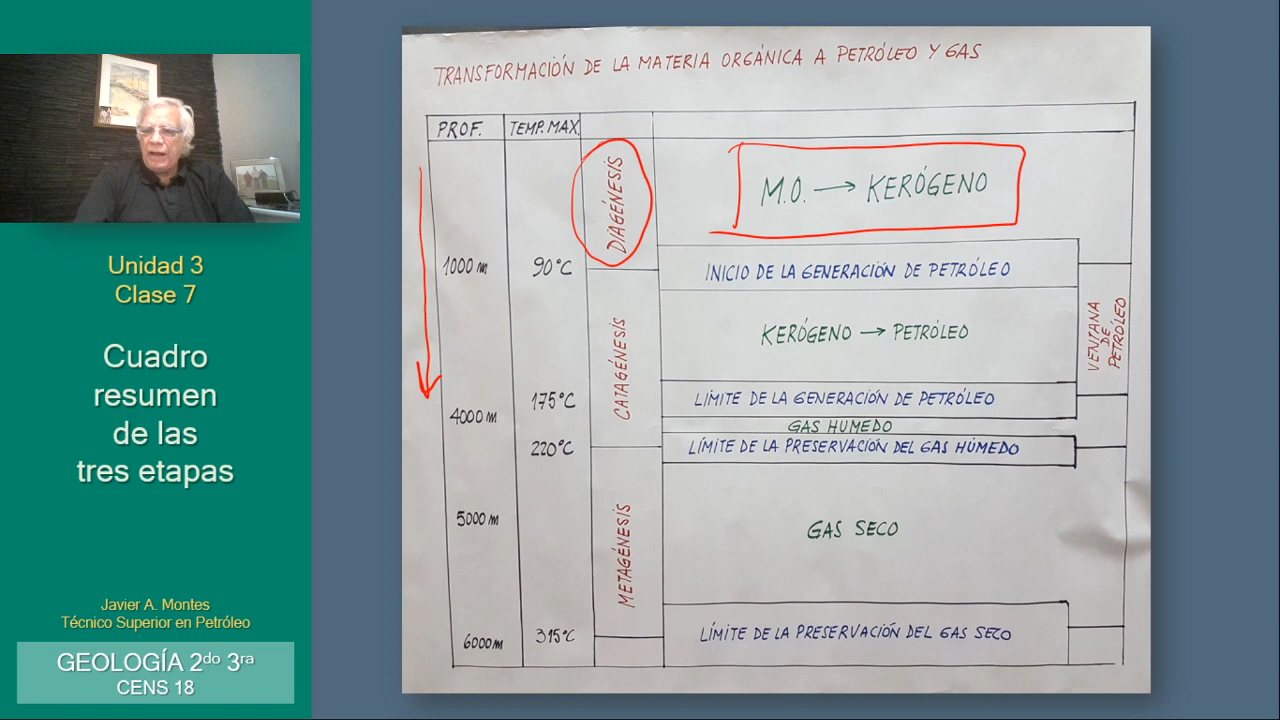 Unidad 3
Clase 7
Cuadro
resumen
de las
tres etapas
Javier A. Montes
Técnico Superior en Petróleo
GEOLOGÍA 2do 3ra
CENS 18
TRANSFORMACIÓN DE LA MATERIA ORGÁNICA A PETRÓLEO Y GAS
PROF. TEMP. MAX.
DIAGÉNESIS
M.O. → KERÓGENO
1000 m 90°C
INICIO DE LA GENERACIÓN DE PETRÓLEO
CATAGÉNESIS
KERÓGENO → PETRÓLEO
VENTANA
DE
PETRÓLEO
175°C
LÍMITE DE LA GENERACIÓN DE PETRÓLEO
4000 m
GAS HUMEDO
220°C
LÍMITE DE LA PRESERVACIÓN DEL GAS HÚMEDO
5000 m
METAGÉNESIS
GAS SECO
6000 m 315°C
LÍMITE DE LA PRESERVACIÓN DEL GAS SECO